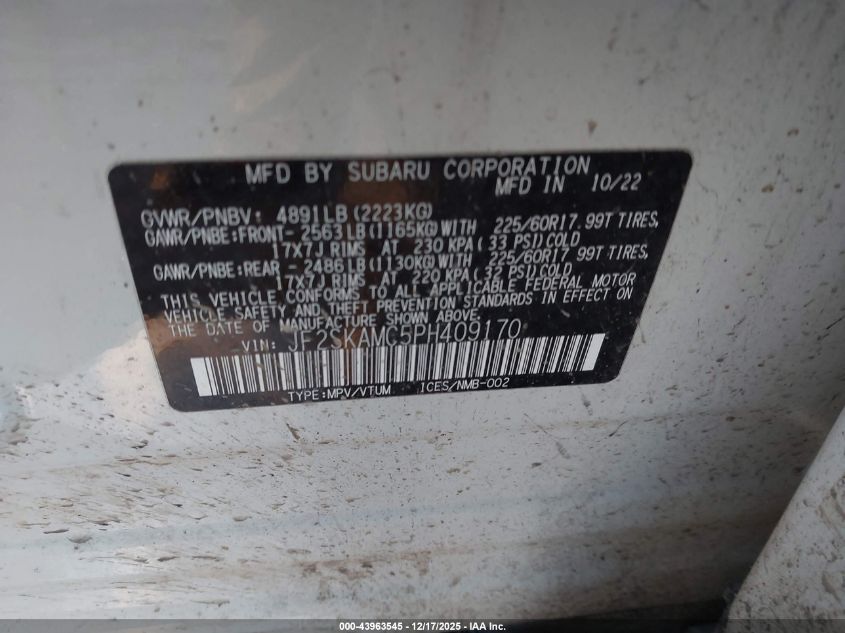 MFD BY SUBARU CORPORATION
MFD IN 10/22
GVWR/PNBV: 4891LB(2223KG)
GAWR/PNBE:FRONT- 2563LB(1165KG)WITH 225/60R17.99T TIRES,
17X7J RIMS AT 230 KPA( 33 PSI)COLD
GAWR/PNBE:REAR - 2486LB(1130KG)WITH 225/60R17 99T TIRES,
17X7J RIMS AT 220 KPA( 32 PSI)COLD
THIS VEHICLE CONFORMS TO ALL APPLICABLE FEDERAL MOTOR
VEHICLE SAFETY AND THEFT PREVENTION STANDARDS IN EFFECT ON
THE DATE OF MANUFACTURE SHOWN ABOVE.
VIN: JF2SKAMC5PH409170
TYPE:MPV/VTUM ICES/NMB-002
000-43963545 - 12/17/2025 - IAA Inc.